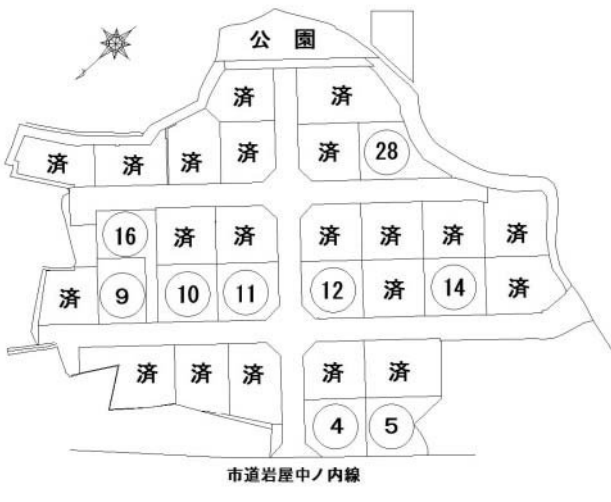 公園
済 済
済 済 済 済 済 28
16 済 済 済 済 済 済
済 9 10 11 12 済 14 済
済 済 済 済 済
4 5
市道岩屋中ノ内線